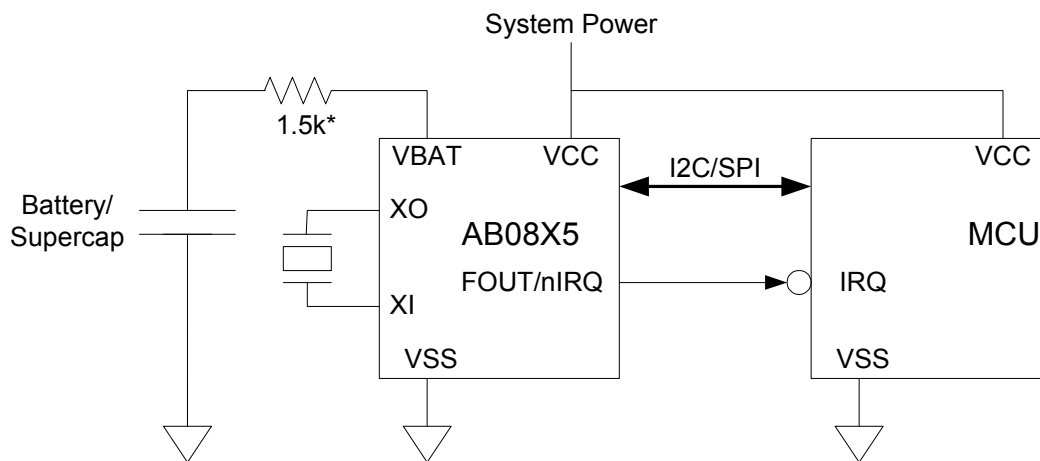 System Power
1.5k*
VBAT
VCC
VCC
I2C/SPI
Battery/
Supercap
XO
AB08X5
MCU
FOUT/nIRQ
IRQ
XI
VSS
VSS